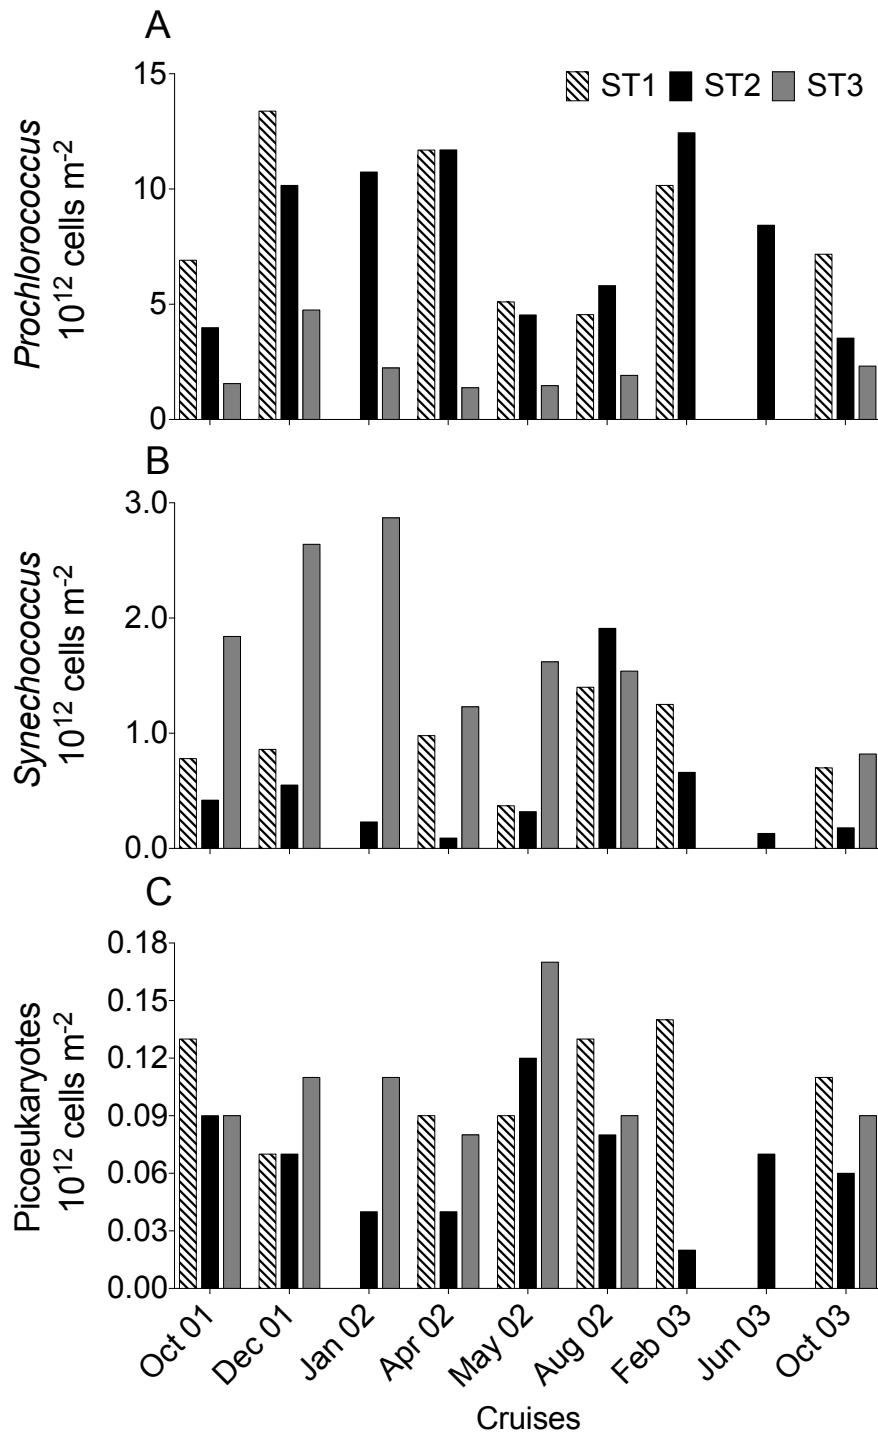 A
ST1 ST2 ST3
Prochlorococcus
10¹² cells m⁻²
15
10
5
0
B
Synechococcus
10¹² cells m⁻²
3.0
2.0
1.0
0.0
C
Picoeukaryotes
10¹² cells m⁻²
0.18
0.15
0.12
0.09
0.06
0.03
0.00
Oct 01
Dec 01
Jan 02
Apr 02
May 02
Aug 02
Feb 03
Jun 03
Oct 03
Cruises